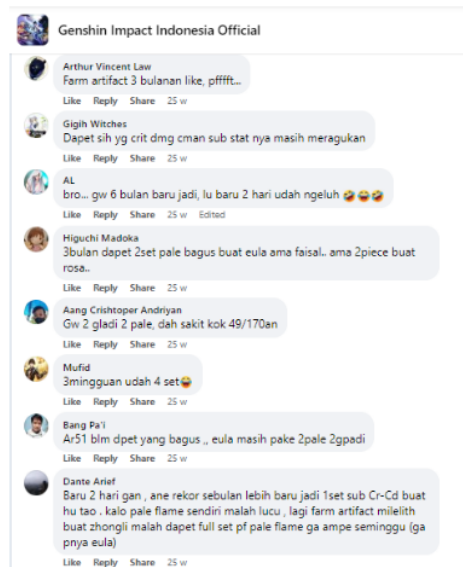 Genshin Impact Indonesia Official
Arthur Vincent Law
Farm artifact 3 bulanan like, pfffft...
Like Reply Share 25 w
Gigih Witches
Dapet sih yg crit dmg cman sub stat nya masih meragukan
Like Reply Share 25 w
AL
bro... gw 6 bulan baru jadi, lu baru 2 hari udah ngeluh 🤣😂🤣
Like Reply Share 25 w Edited
Higuchi Madoka
3bulan dapet 2set pale bagus buat eula ama faisal.. ama 2piece buat
rosa..
Like Reply Share 25 w
Aang Crishtoper Andriyan
Gw 2 gladi 2 pale, dah sakit kok 49/170an
Like Reply Share 25 w
Mufid
3mingguan udah 4 set😂
Like Reply Share 25 w
Bang Pa'i
Ar51 blm dpet yang bagus ,, eula masih pake 2pale 2gpadi
Like Reply Share 25 w
Dante Arief
Baru 2 hari gan , ane rekor sebulan lebih baru jadi 1set sub Cr-Cd buat
hu tao . kalo pale flame sendiri malah lucu , lagi farm artifact milelith
buat zhongli malah dapet full set pf pale flame ga ampe seminggu (ga
pnya eula)
Like Reply Share 25 w